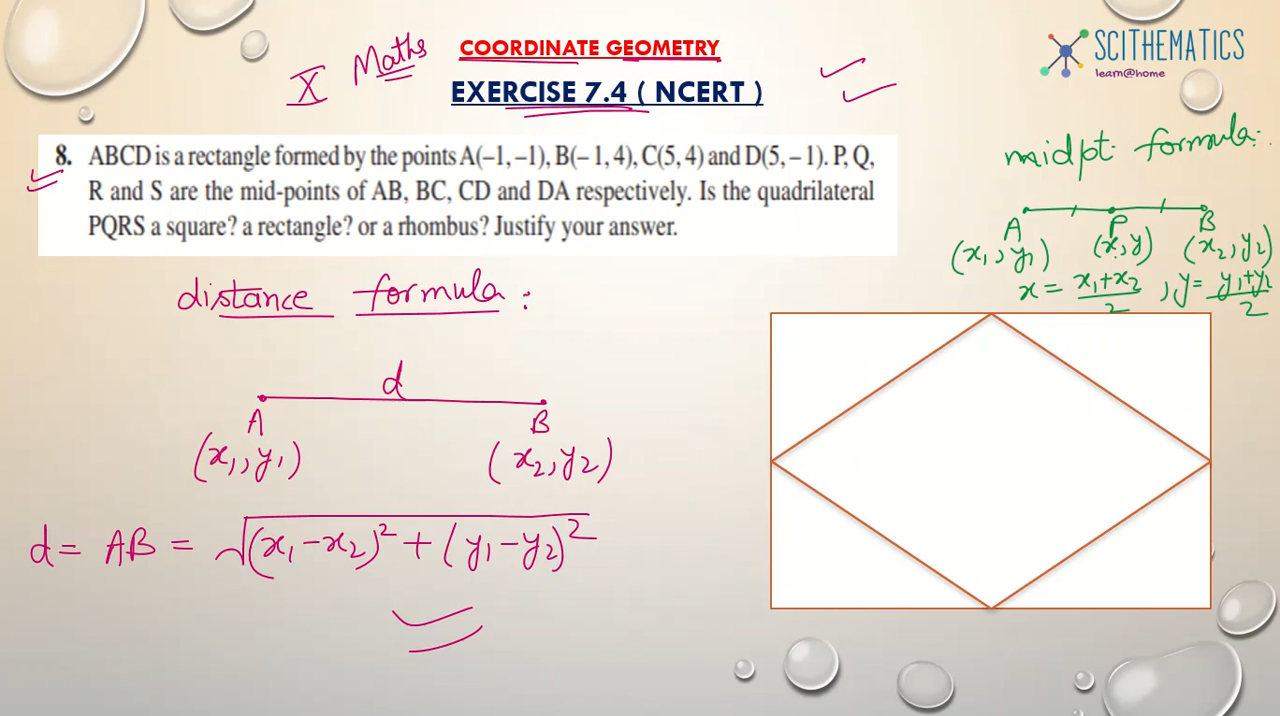 X Maths
COORDINATE GEOMETRY
EXERCISE 7.4 ( NCERT )
SCITHEMATICS
learn@home
8. ABCD is a rectangle formed by the points A(–1, –1), B(– 1, 4), C(5, 4) and D(5, – 1). P, Q,
R and S are the mid-points of AB, BC, CD and DA respectively. Is the quadrilateral
PQRS a square? a rectangle? or a rhombus? Justify your answer.
midpt formula:
A P B
(x₁, y₁) (x, y) (x₂, y₂)
x = x₁+x₂/2 , y = y₁+y₂/2
distance formula :
d
A B
(x₁, y₁) (x₂, y₂)
d = AB = √(x₁-x₂)² + (y₁-y₂)²